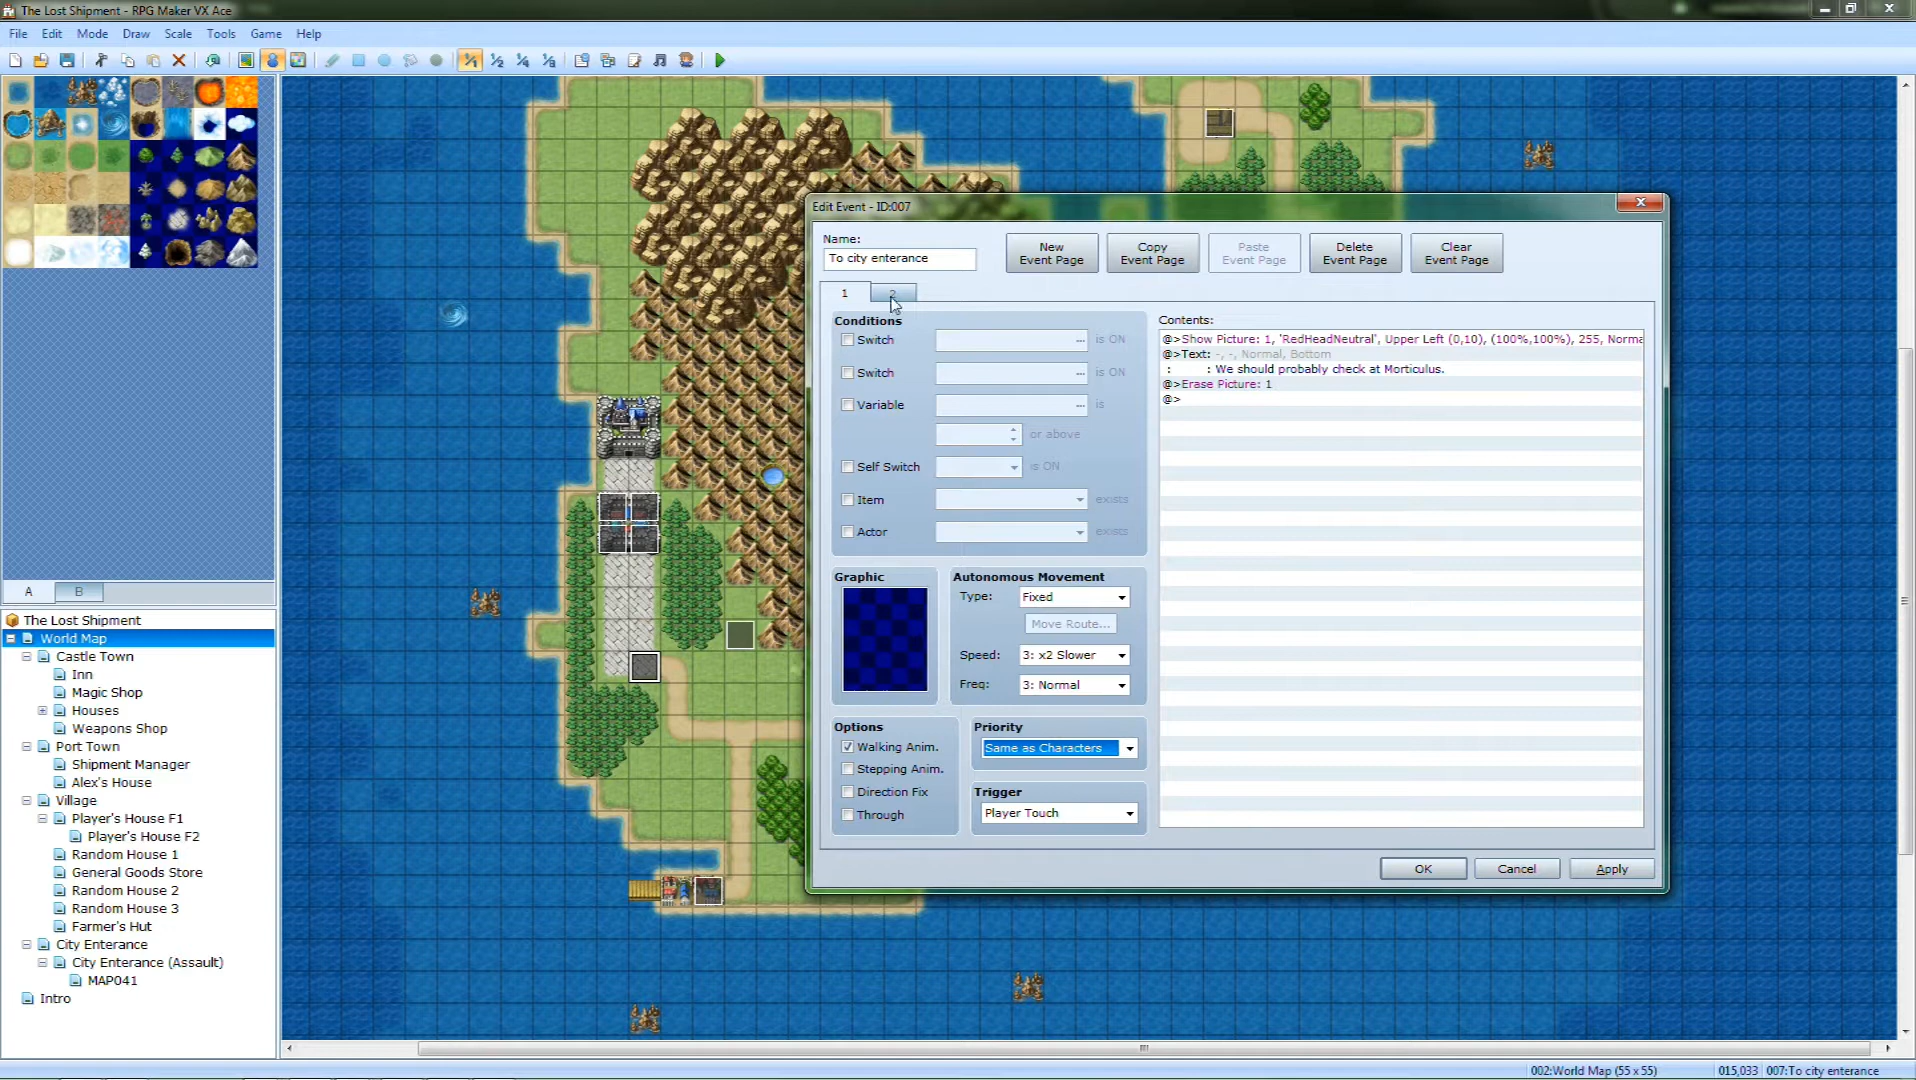 The Lost Shipment - RPG Maker VX Ace
File Edit Mode Draw Scale Tools Game Help
1/1 1/2 1/4 1/8
A B
The Lost Shipment
World Map
Castle Town
Inn
Magic Shop
Houses
Weapons Shop
Port Town
Shipment Manager
Alex's House
Village
Player's House F1
Player's House F2
Random House 1
General Goods Store
Random House 2
Random House 3
Farmer's Hut
City Enterance
City Enterance (Assault)
MAP041
Intro
Edit Event - ID:007
Name:
To city enterance
New Event Page
Copy Event Page
Paste Event Page
Delete Event Page
Clear Event Page
1 2
Conditions
Switch ... is ON
Switch ... is ON
Variable ... is
or above
Self Switch is ON
Item exists
Actor exists
Graphic
Autonomous Movement
Type: Fixed
Move Route...
Speed: 3: x2 Slower
Freq: 3: Normal
Options
Walking Anim.
Stepping Anim.
Direction Fix
Through
Priority
Same as Characters
Trigger
Player Touch
Contents:
@>Show Picture: 1, 'RedHeadNeutral', Upper Left (0,10), (100%,100%), 255, Norma
@>Text: -, -, Normal, Bottom
: : We should probably check at Morticulus.
@>Erase Picture: 1
@>
OK Cancel Apply
002:World Map (55 x 55) 015,033 007:To city enterance